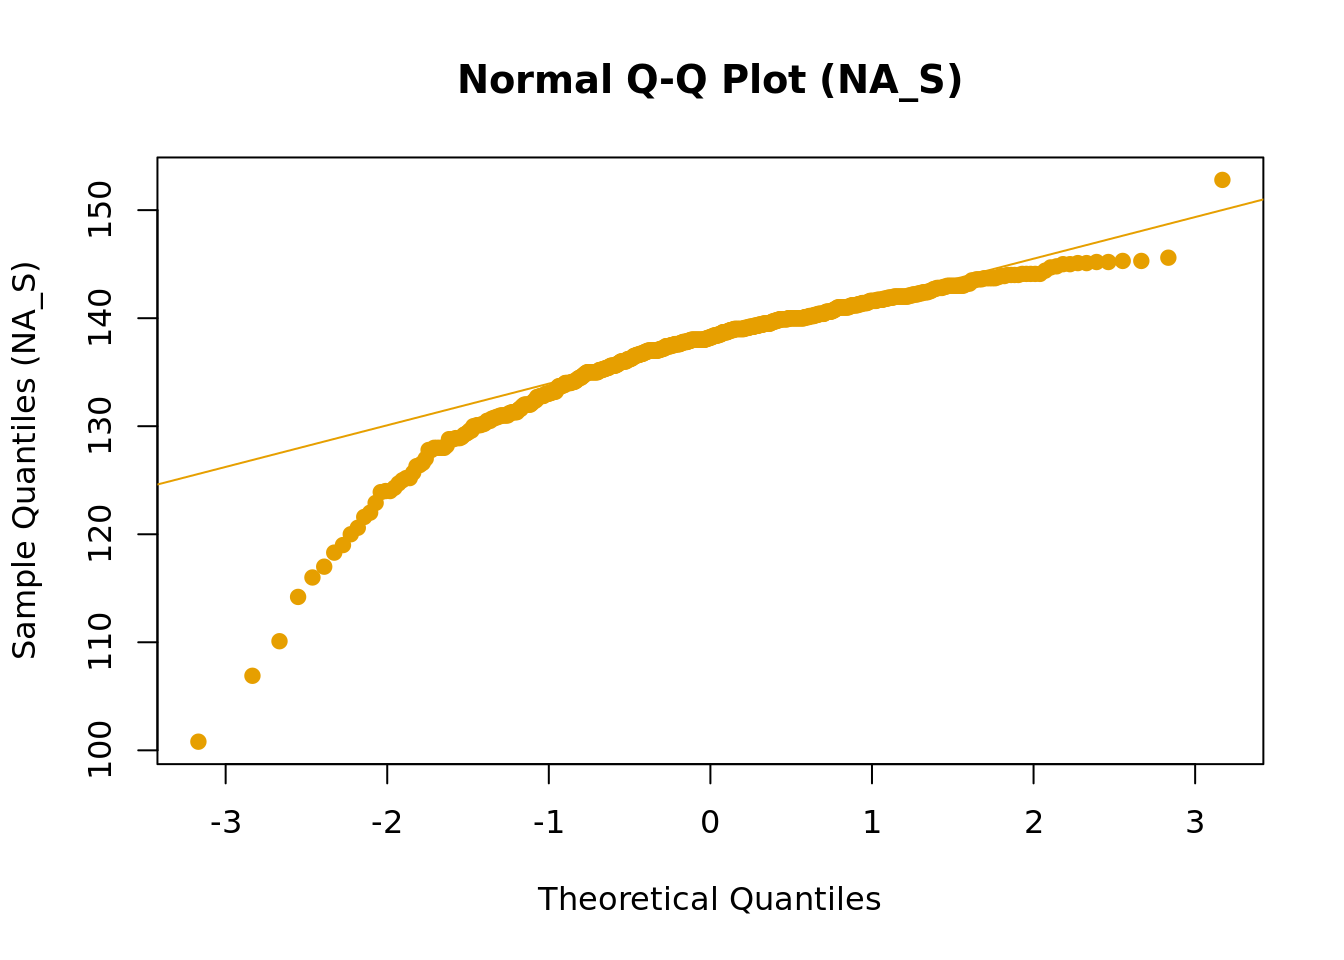 Normal Q-Q Plot (NA_S)
Sample Quantiles (NA_S)
150
140
130
120
110
100
-3 -2 -1 0 1 2 3
Theoretical Quantiles